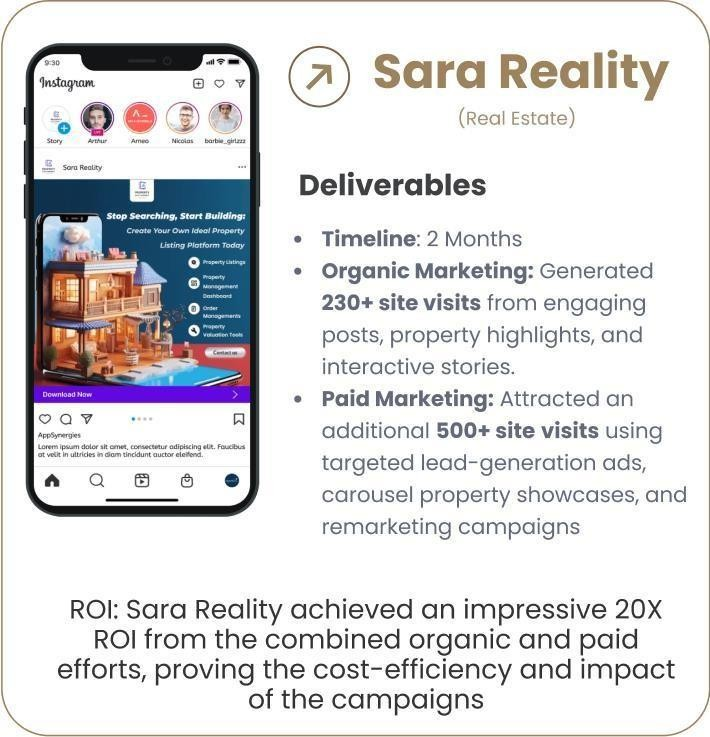 9:30
Instagram
Story
LIVE
Arthur
Ameo
Nicolas
barbie_girlzzz
Sara Reality
Stop Searching, Start Building:
Create Your Own Ideal Property
Listing Platform Today
Property Listings
Property
Management
Dashboard
Order
Managements
Property
Valuation Tools
Contact us
Download Now
AppSynergies
Lorem ipsum dolor sit amet, consectetur adipiscing elit. Faucibus
at velit in ultricies in diam tincidunt auctor eleifend.
Sara Reality
(Real Estate)
Deliverables
• Timeline: 2 Months
• Organic Marketing: Generated
230+ site visits from engaging
posts, property highlights, and
interactive stories.
• Paid Marketing: Attracted an
additional 500+ site visits using
targeted lead-generation ads,
carousel property showcases, and
remarketing campaigns
ROI: Sara Reality achieved an impressive 20X
ROI from the combined organic and paid
efforts, proving the cost-efficiency and impact
of the campaigns